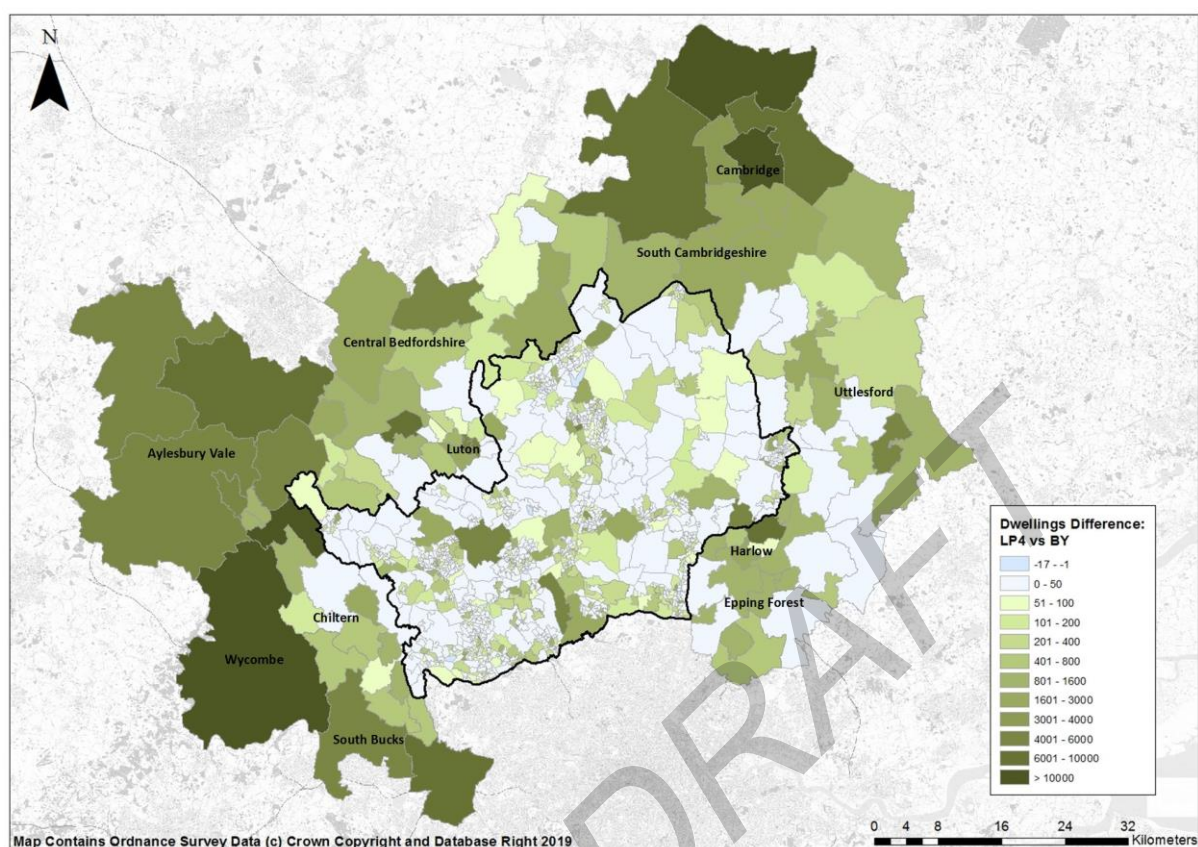 N
Cambridge
South Cambridgeshire
Central Bedfordshire
Uttlesford
Luton
Aylesbury Vale
Harlow
Epping Forest
Chiltern
Wycombe
South Bucks
DRAFT
Dwellings Difference:
LP4 vs BY
-17 - -1
0 - 50
51 - 100
101 - 200
201 - 400
401 - 800
801 - 1600
1601 - 3000
3001 - 4000
4001 - 6000
6001 - 10000
> 10000
Map Contains Ordnance Survey Data (c) Crown Copyright and Database Right 2019
0 4 8 16 24 32
Kilometers